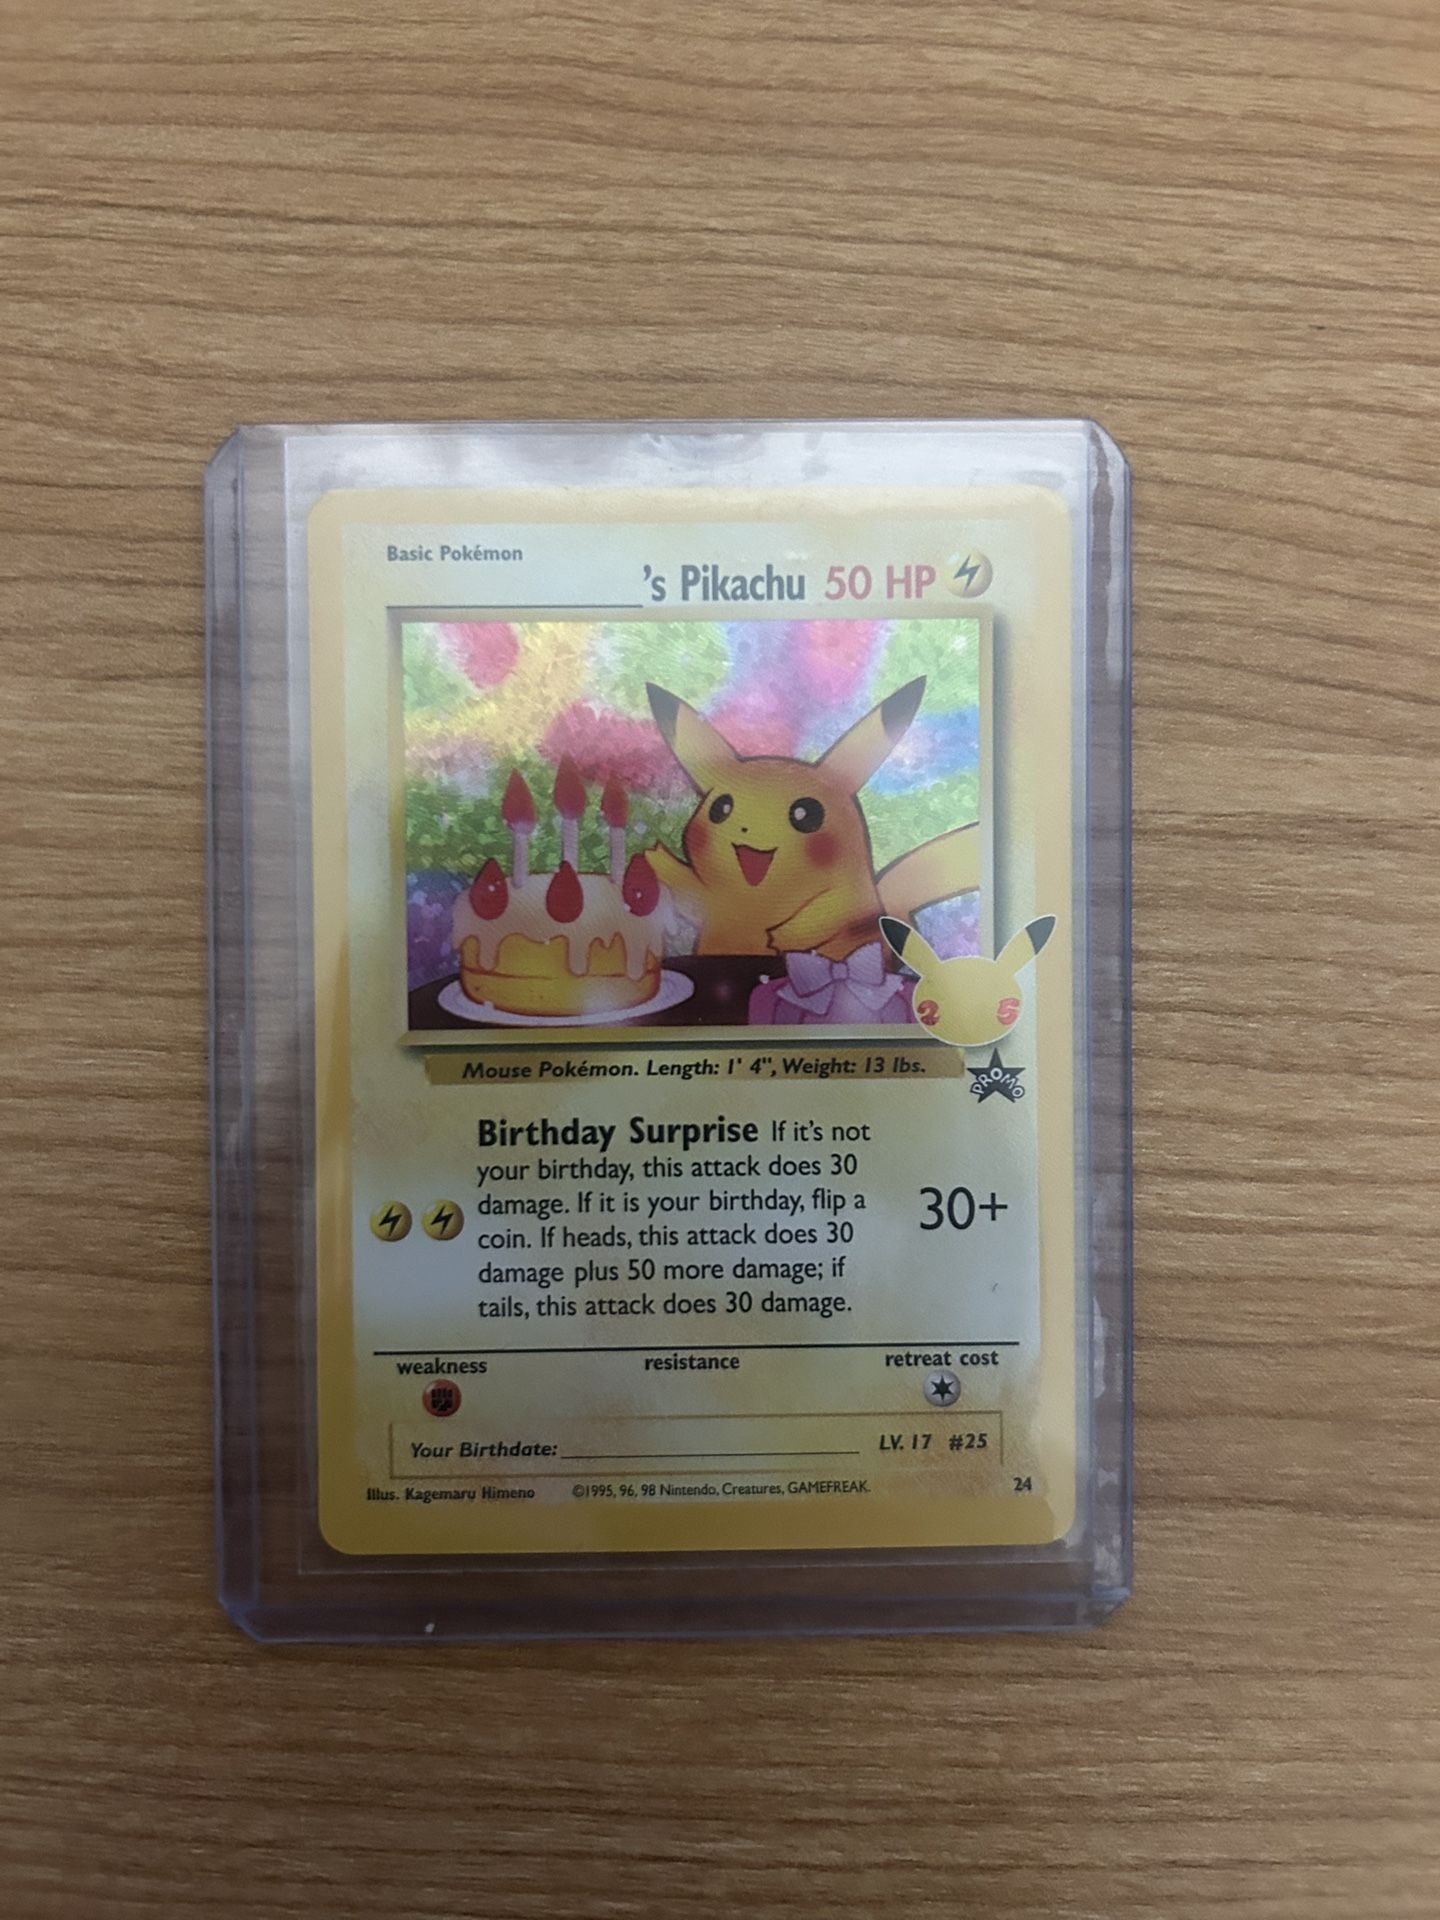 Basic Pokémon
's Pikachu 50 HP
25
Mouse Pokémon. Length: 1' 4", Weight: 13 lbs.
PROMO
Birthday Surprise If it's not
your birthday, this attack does 30
damage. If it is your birthday, flip a
coin. If heads, this attack does 30
damage plus 50 more damage; if
tails, this attack does 30 damage.
30+
weakness resistance retreat cost
Your Birthdate: LV. 17 #25
Illus. Kagemaru Himeno ©1995, 96, 98 Nintendo, Creatures, GAMEFREAK. 24